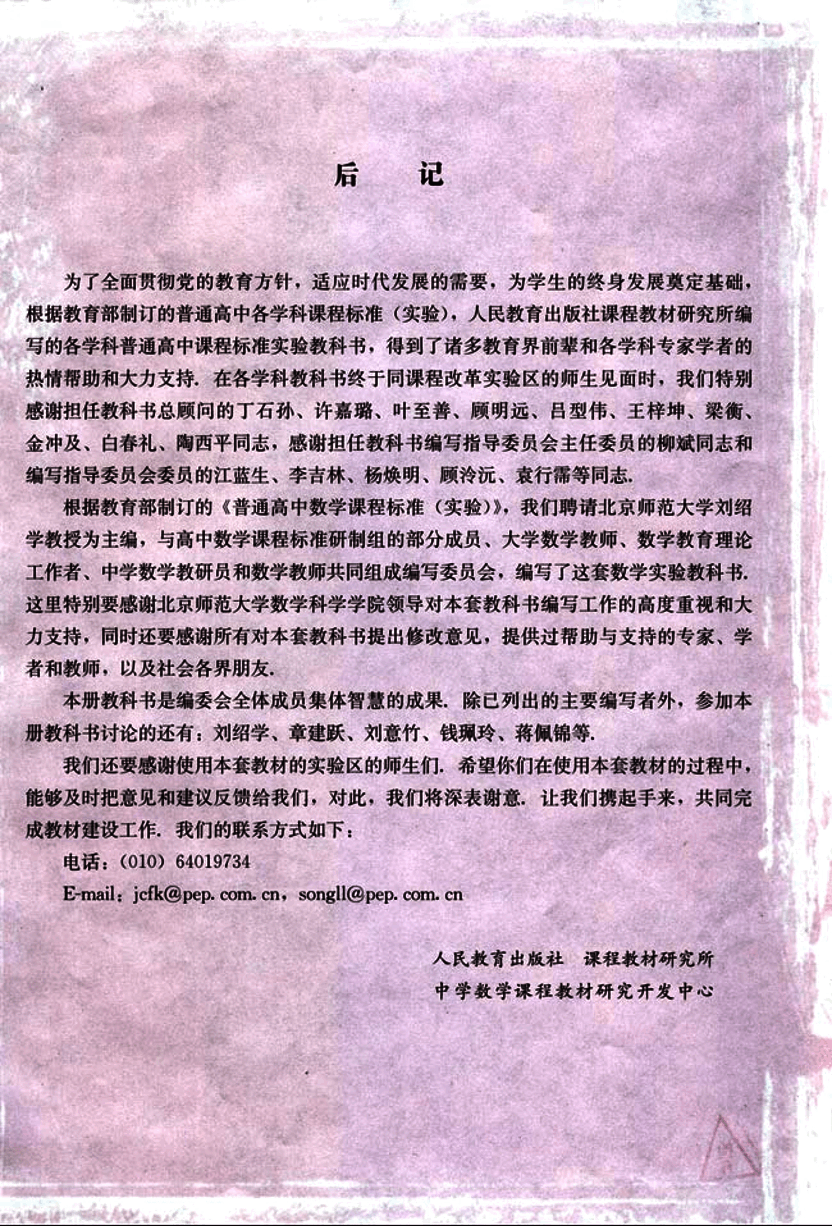 后 记
为了全面贯彻党的教育方针，适应时代发展的需要，为学生的终身发展奠定基础，
根据教育部制订的普通高中各学科课程标准（实验），人民教育出版社课程教材研究所编
写的各学科普通高中课程标准实验教科书，得到了诸多教育界前辈和各学科专家学者的
热情帮助和大力支持. 在各学科教科书终于同课程改革实验区的师生见面时，我们特别
感谢担任教科书总顾问的丁石孙、许嘉璐、叶至善、顾明远、吕型伟、王梓坤、梁衡、
金冲及、白春礼、陶西平同志，感谢担任教科书编写指导委员会主任委员的柳斌同志和
编写指导委员会委员的江蓝生、李吉林、杨焕明、顾泠沅、袁行霈等同志.
根据教育部制订的《普通高中数学课程标准（实验）》，我们聘请北京师范大学刘绍
学教授为主编，与高中数学课程标准研制组的部分成员、大学数学教师、数学教育理论
工作者、中学数学教研员和数学教师共同组成编写委员会，编写了这套数学实验教科书.
这里特别要感谢北京师范大学数学科学学院领导对本套教科书编写工作的高度重视和大
力支持，同时还要感谢所有对本套教科书提出修改意见，提供过帮助与支持的专家、学
者和教师，以及社会各界朋友.
本册教科书是编委会全体成员集体智慧的成果. 除已列出的主要编写者外，参加本
册教科书讨论的还有：刘绍学、章建跃、刘意竹、钱珮玲、蒋佩锦等.
我们还要感谢使用本套教材的实验区的师生们. 希望你们在使用本套教材的过程中，
能够及时把意见和建议反馈给我们，对此，我们将深表谢意. 让我们携起手来，共同完
成教材建设工作. 我们的联系方式如下：
电话：（010）64019734
E-mail：jcfk@pep.com.cn，songll@pep.com.cn
人民教育出版社 课程教材研究所
中学数学课程教材研究开发中心